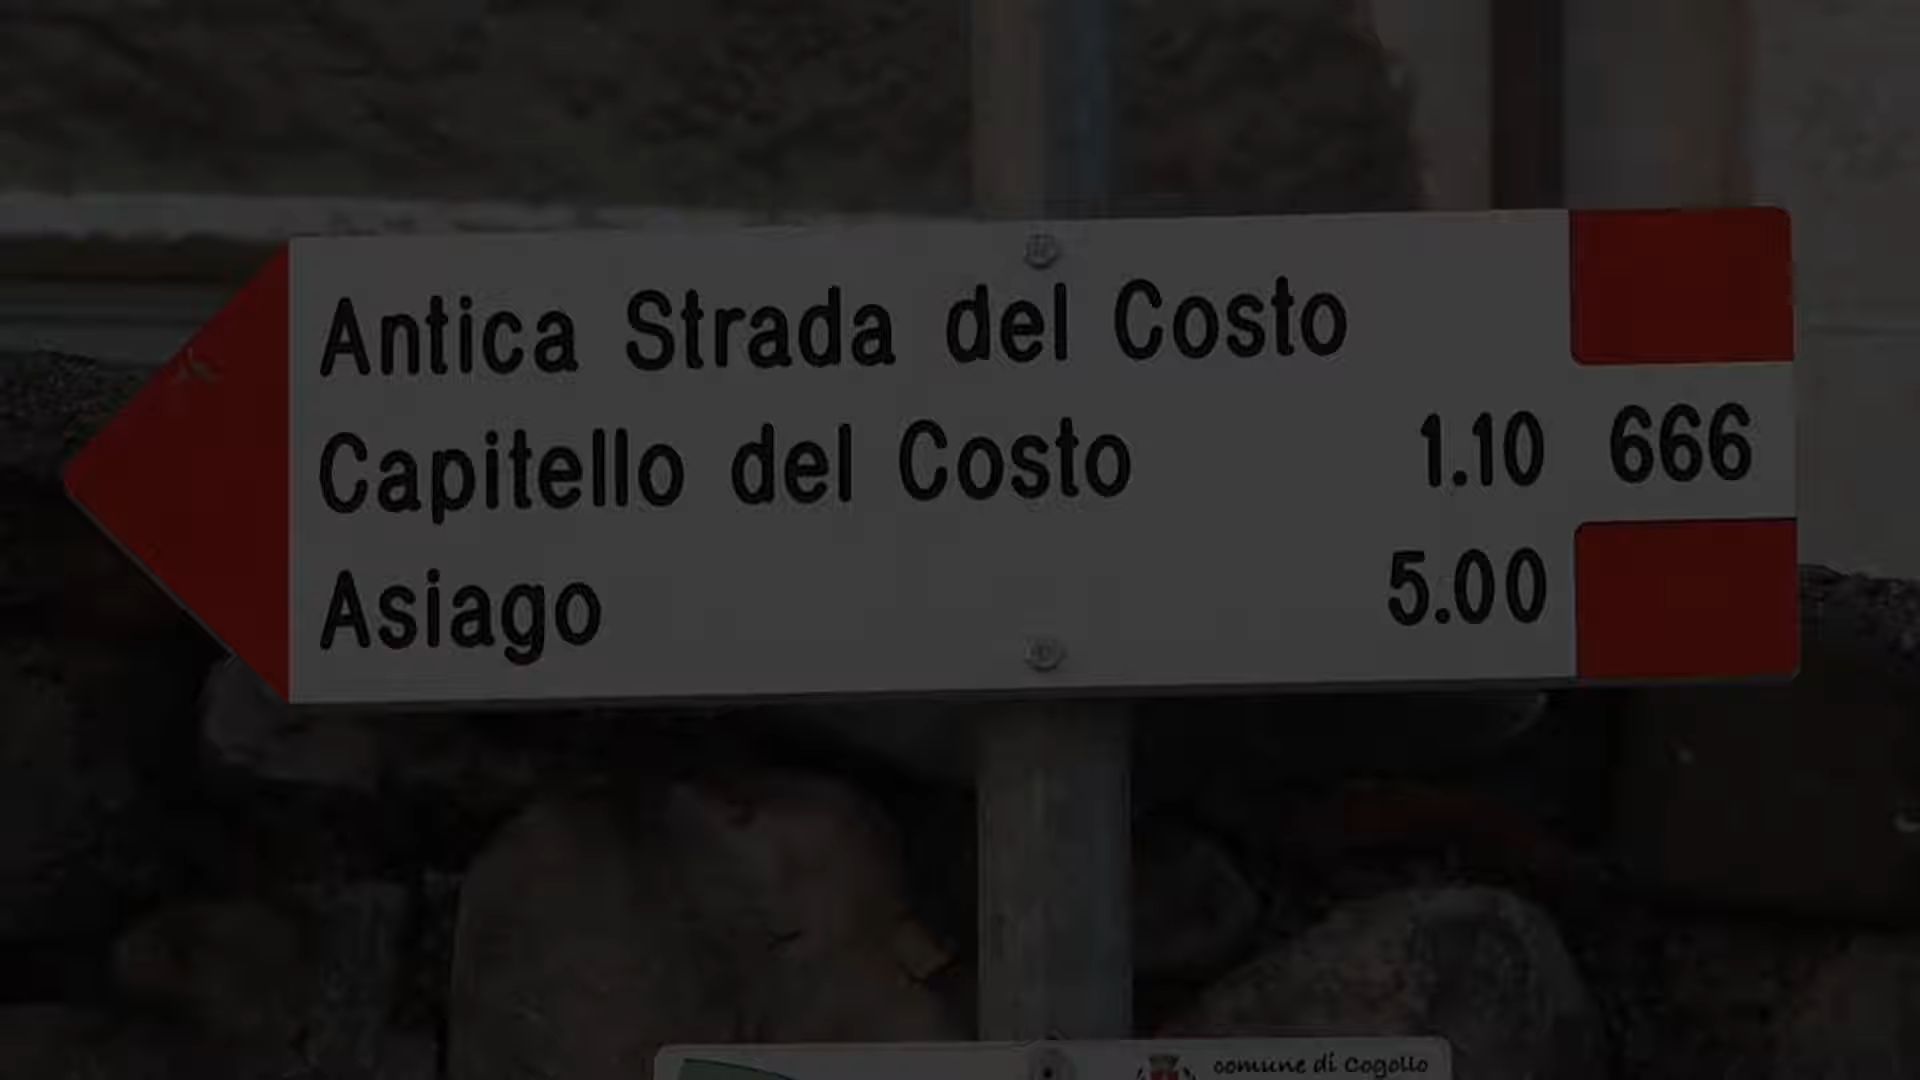 Antica Strada del Costo
Capitello del Costo 1.10 666
Asiago 5.00
comune di Cogollo